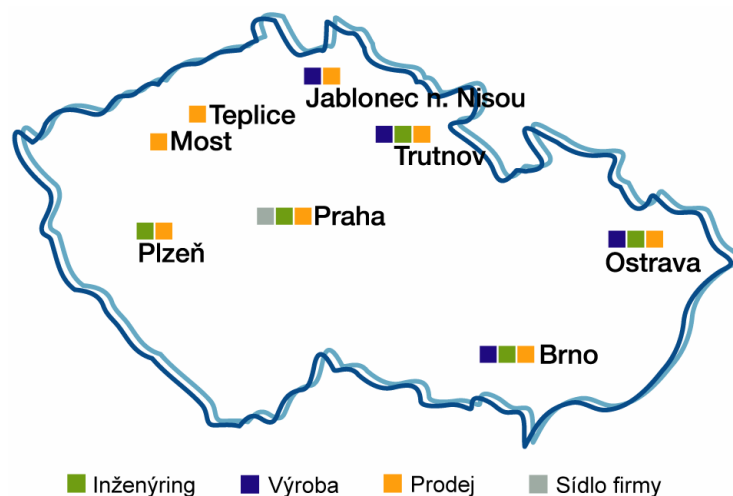 Jablonec n. Nisou
Teplice
Most
Trutnov
Praha
Plzeň
Ostrava
Brno
Inženýring
Výroba
Prodej
Sídlo firmy